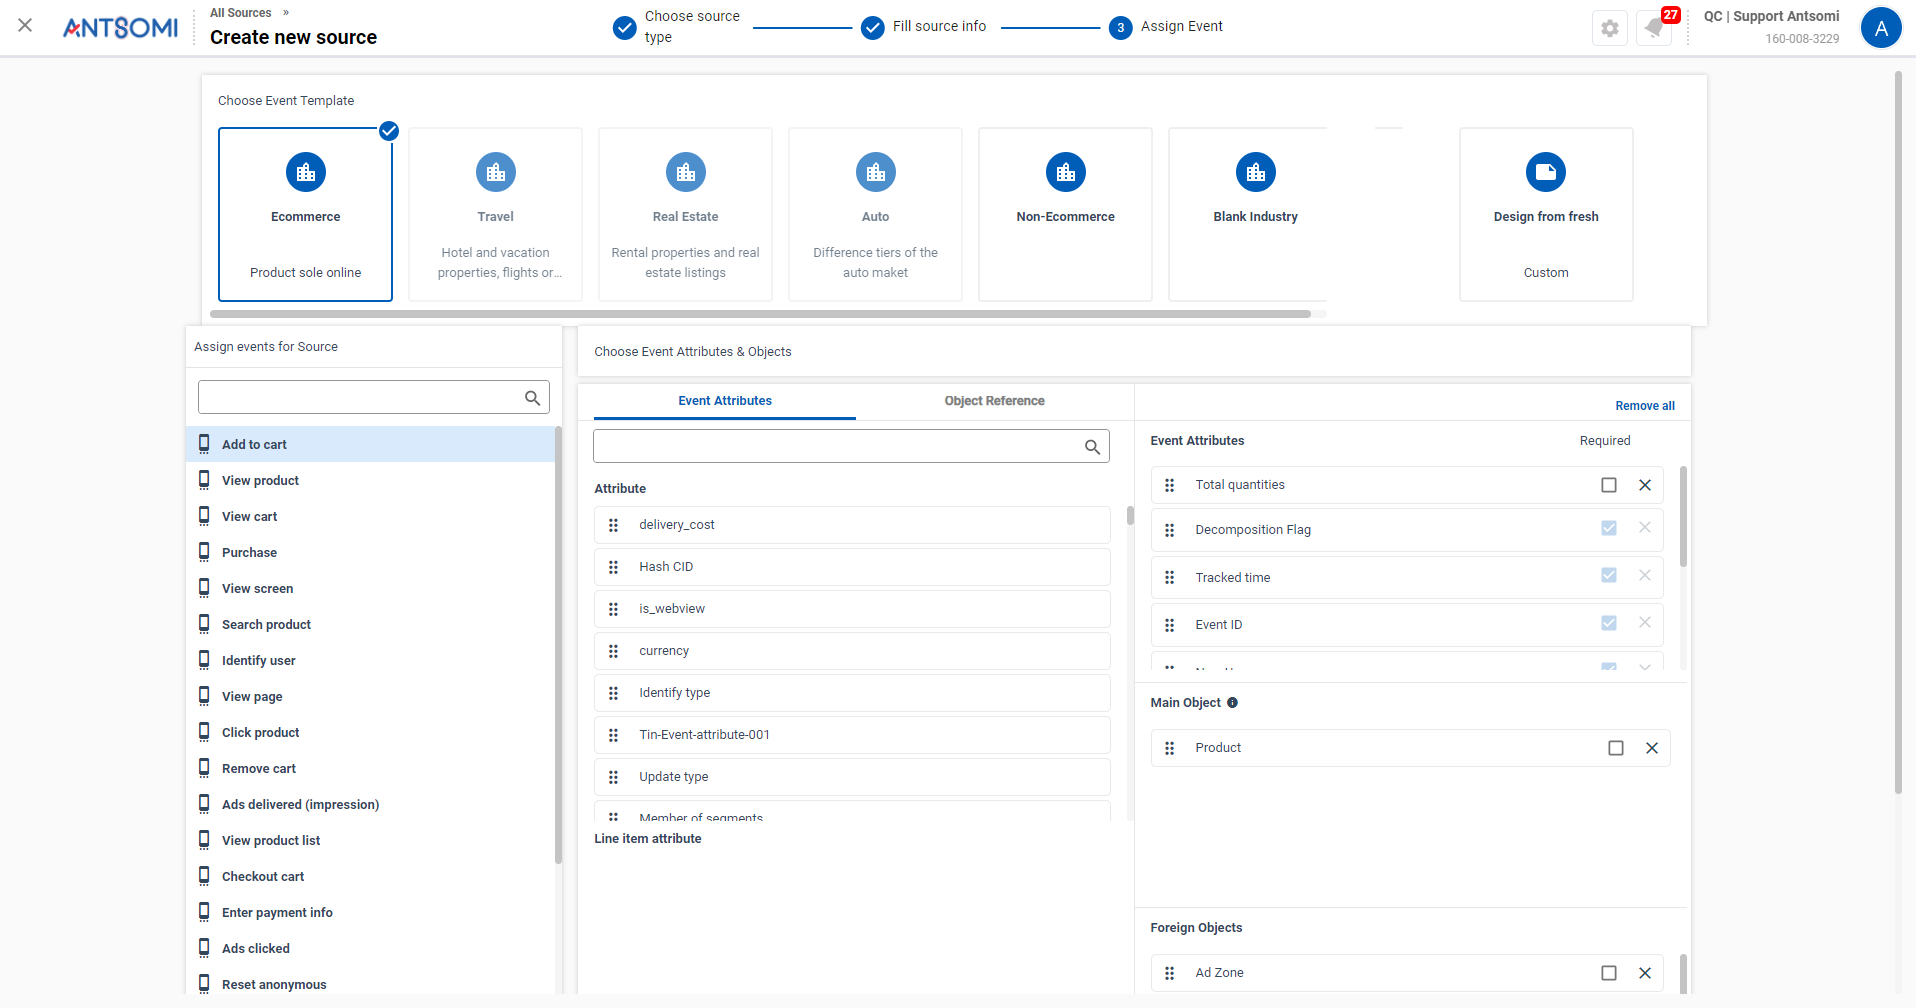 ANTSOMI
All Sources »
Create new source
Choose source
type
Fill source info
3
Assign Event
27
QC | Support Antsomi
160-008-3229
A
Choose Event Template
Ecommerce
Product sole online
Travel
Hotel and vacation
properties, flights or...
Real Estate
Rental properties and real
estate listings
Auto
Difference tiers of the
auto maket
Non-Ecommerce
Blank Industry
Design from fresh
Custom
Assign events for Source
Add to cart
View product
View cart
Purchase
View screen
Search product
Identify user
View page
Click product
Remove cart
Ads delivered (impression)
View product list
Checkout cart
Enter payment info
Ads clicked
Reset anonymous
Choose Event Attributes & Objects
Event Attributes
Object Reference
Attribute
delivery_cost
Hash CID
is_webview
currency
Identify type
Tin-Event-attribute-001
Update type
Member of segments
Line item attribute
Remove all
Event Attributes
Required
Total quantities
Decomposition Flag
Tracked time
Event ID
Main Object
Product
Foreign Objects
Ad Zone